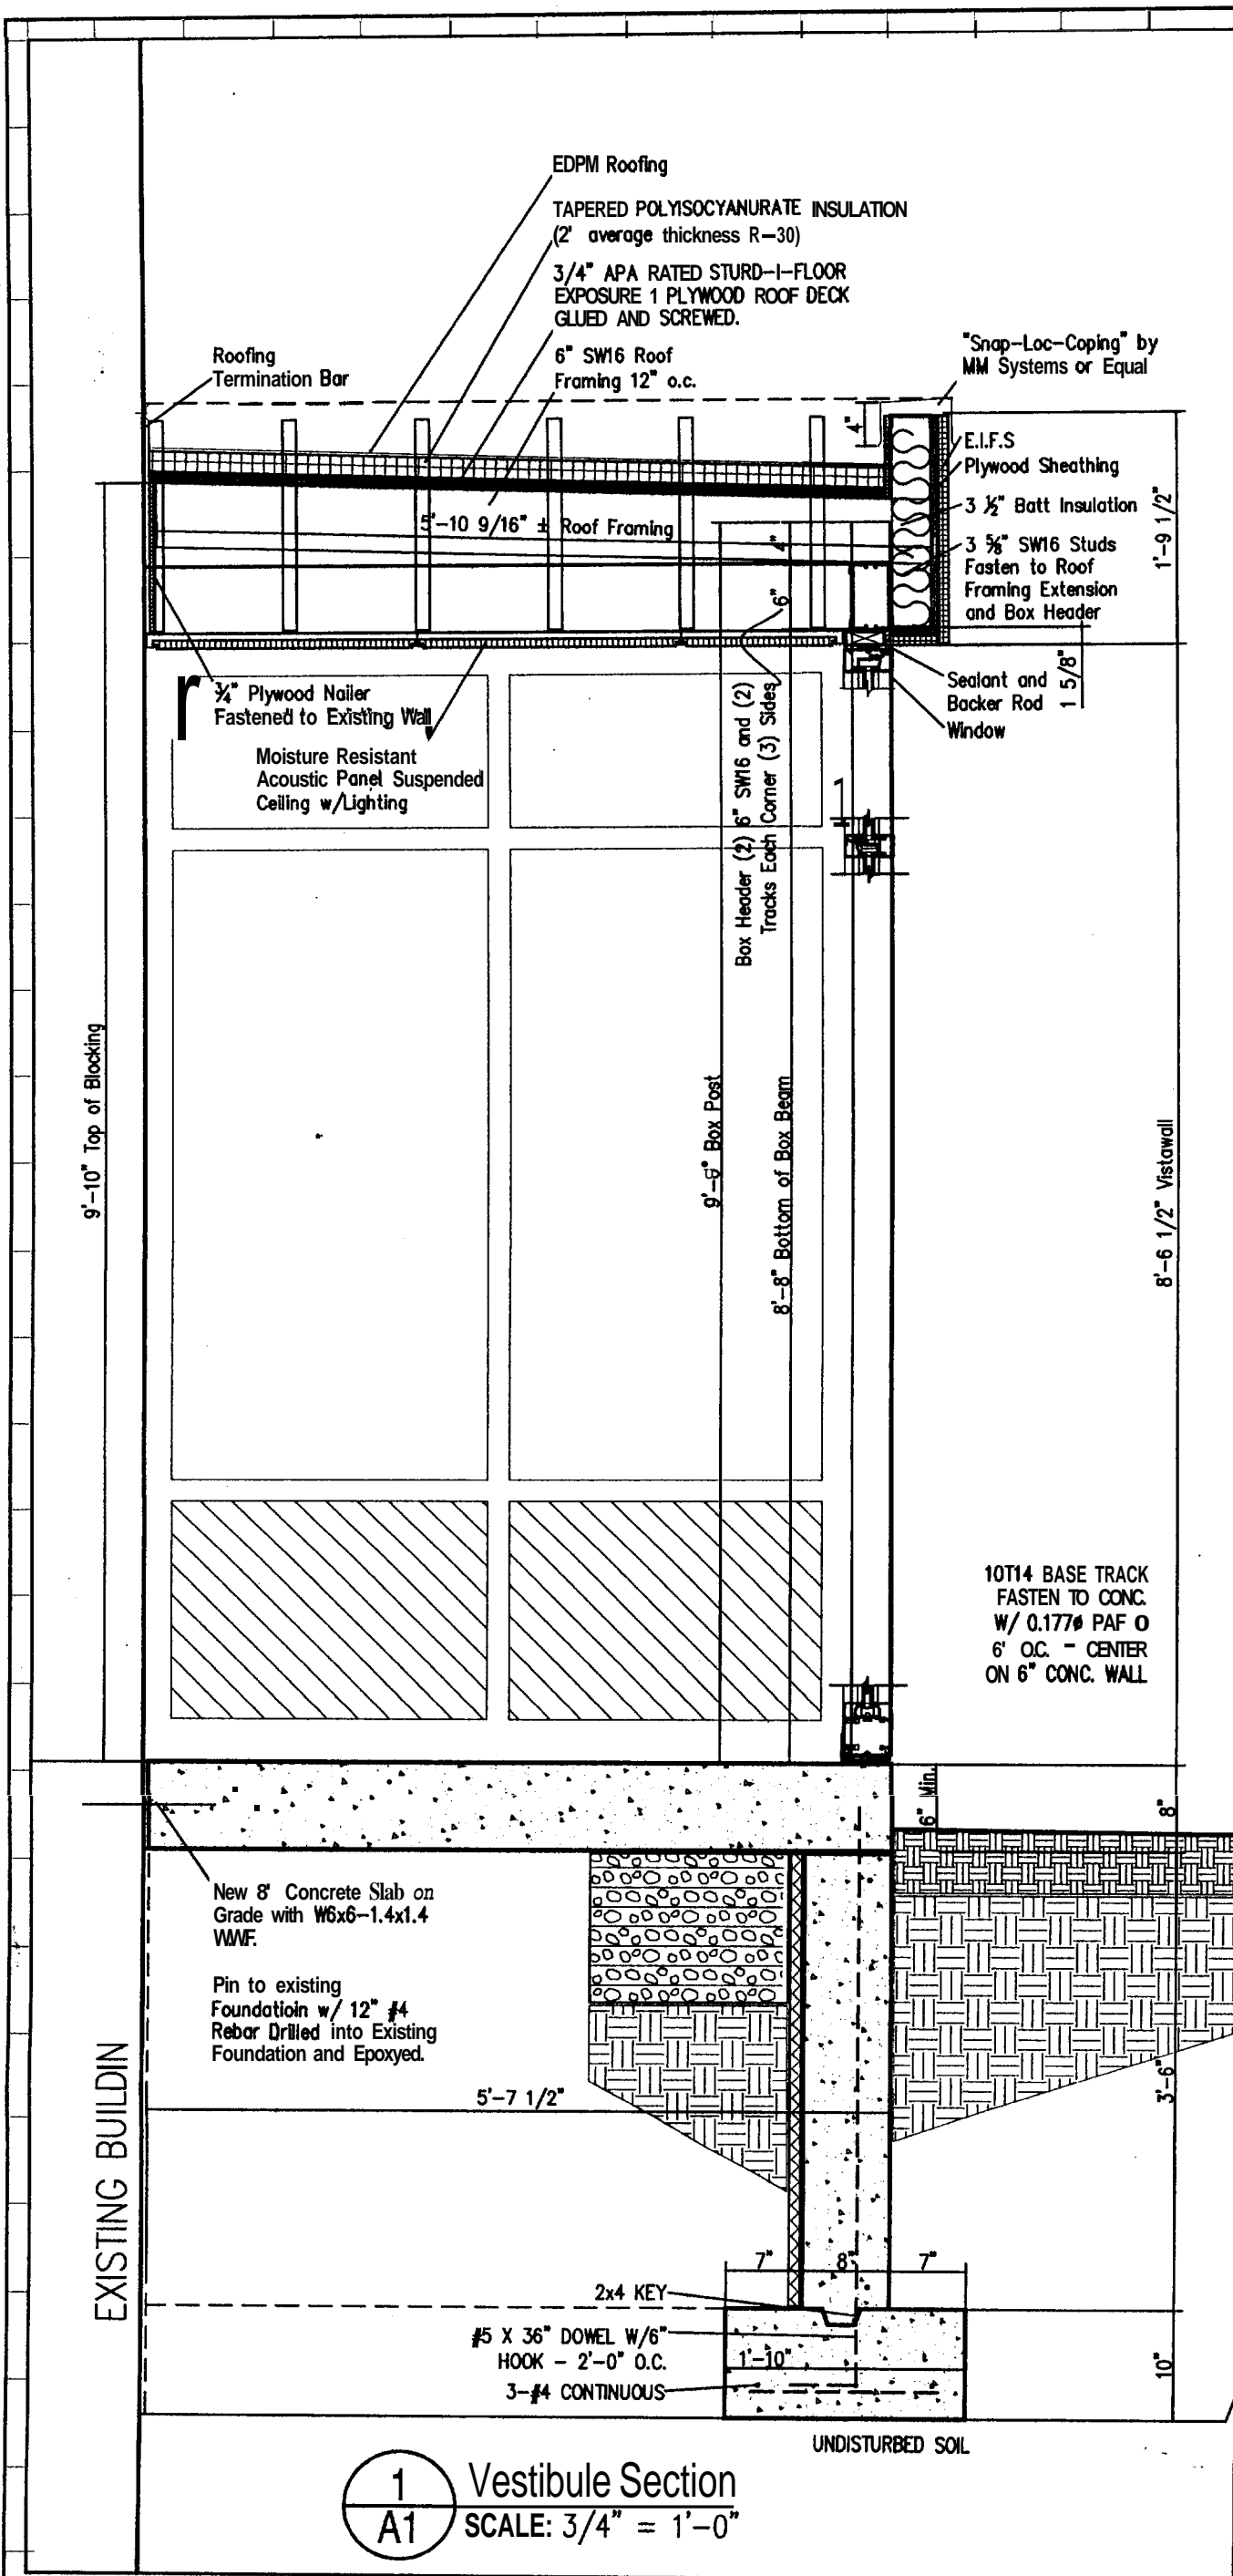 EDPM Roofing
TAPERED POLYISOCYANURATE INSULATION
(2' average thickness R-30)
3/4" APA RATED STURD-I-FLOOR
EXPOSURE 1 PLYWOOD ROOF DECK
GLUED AND SCREWED.
6" SW16 Roof
Framing 12" o.c.
Roofing
Termination Bar
"Snap-Loc-Coping" by
MM Systems or Equal
4"
E.I.F.S
Plywood Sheathing
3 ½" Batt Insulation
3 ⅝" SW16 Studs
Fasten to Roof
Framing Extension
and Box Header
1'-9 1/2"
5'-10 9/16" ± Roof Framing
4"
6"
Sealant and
Backer Rod
Window
1 5/8"
¾" Plywood Nailer
Fastened to Existing Wall
Moisture Resistant
Acoustic Panel Suspended
Ceiling w/Lighting
Box Header (2) 6" SW16 and (2)
Tracks Each Corner (3) Sides
9'-10" Top of Blocking
Box Post
8'-8" Bottom of Box Beam
8'-6 1/2" Vistawall
10T14 BASE TRACK
FASTEN TO CONC.
W/ 0.177ø PAF O
6' O.C. - CENTER
ON 6" CONC. WALL
6" Min.
8"
New 8' Concrete Slab on
Grade with W6x6-1.4x1.4
WWF.
Pin to existing
Foundatioin w/ 12" #4
Rebar Drilled into Existing
Foundation and Epoxyed.
5'-7 1/2"
3'-6"
EXISTING BUILDIN
7"
8"
7"
2x4 KEY
#5 X 36" DOWEL W/6"
HOOK - 2'-0" O.C.
1'-10"
3-#4 CONTINUOUS
10"
UNDISTURBED SOIL
1
A1
Vestibule Section
SCALE: 3/4" = 1'-0"